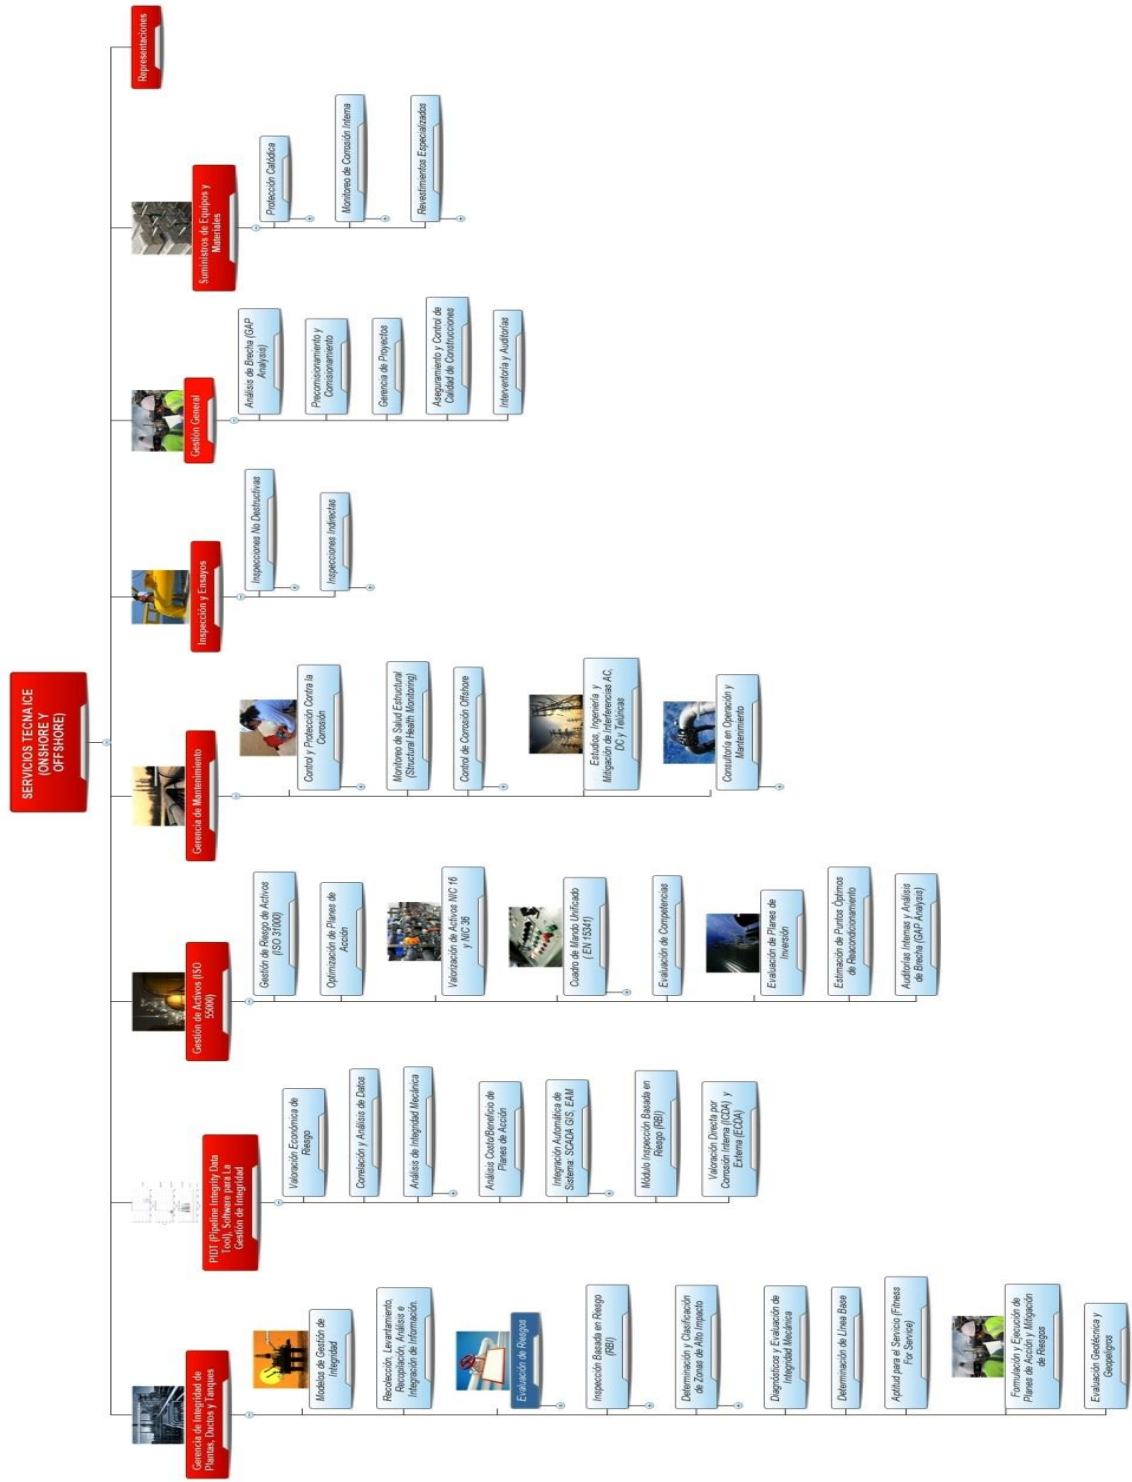 SERVICIOS TECNA ICE
(ONSHORE Y
OFFSHORE)
Gerencia de Integridad de
Plantas, Ductos y Tanques
Modelos de Gestión de
Integridad
Recolección, Levantamiento,
Recopilación, Análisis e
Integración de Información.
Evaluación de Riesgos
Inspección Basada en Riesgo
(RBI)
Determinación y Clasificación
de Zonas de Alto Impacto
Diagnósticos y Evaluación de
Integridad Mecánica
Determinación de Línea Base
Aptitud para el Servicio (Fitness
For Service)
Formulación y Ejecución de
Planes de Acción y Mitigación
de Riesgos
Evaluación Geotécnica y
Geopeligros
PIDT (Pipeline Integrity Data
Tool), Software para La
Gestión de Integridad
Valoración Económica de
Riesgo
Correlación y Análisis de Datos
Análisis de Integridad Mecánica
Análisis Costo/Beneficio de
Planes de Acción
Integración Automática de
Sistema: SCADA GIS, EAM
Módulo Inspección Basada en
Riesgo (RBI)
Valoración Directa por
Corrosión Interna (ICDA) y
Externa (ECDA)
Gestión de Activos (ISO
55000)
Gestión de Riesgo de Activos
(ISO 31000)
Optimización de Planes de
Acción
Valorización de Activos NIC 16
y NIC 36
Cuadro de Mando Unificado
( EN 15341)
Evaluación de Competencias
Evaluación de Planes de
Inversión
Estimación de Puntos Óptimos
de Reacondicionamiento
Auditorías Internas y Análisis
de Brecha (GAP Analysis)
Gerencia de Mantenimiento
Control y Protección Contra la
Corrosión
Monitoreo de Salud Estructural
(Structural Health Monitoring)
Control de Corrosión Offshore
Estudios, Ingeniería y
Mitigación de Interferencias AC,
DC y Telúricas
Consultoría en Operación y
Mantenimiento
Inspección y Ensayos
Inspecciones No Destructivas
Inspecciones Indirectas
Gestión General
Análisis de Brecha (GAP
Analysis)
Precomisionamiento y
Comisionamiento
Gerencia de Proyectos
Aseguramiento y Control de
Calidad de Construcciones
Interventoría y Auditorías
Suministros de Equipos y
Materiales
Protección Catódica
Monitoreo de Corrosión Interna
Revestimientos Especializados
Representaciones